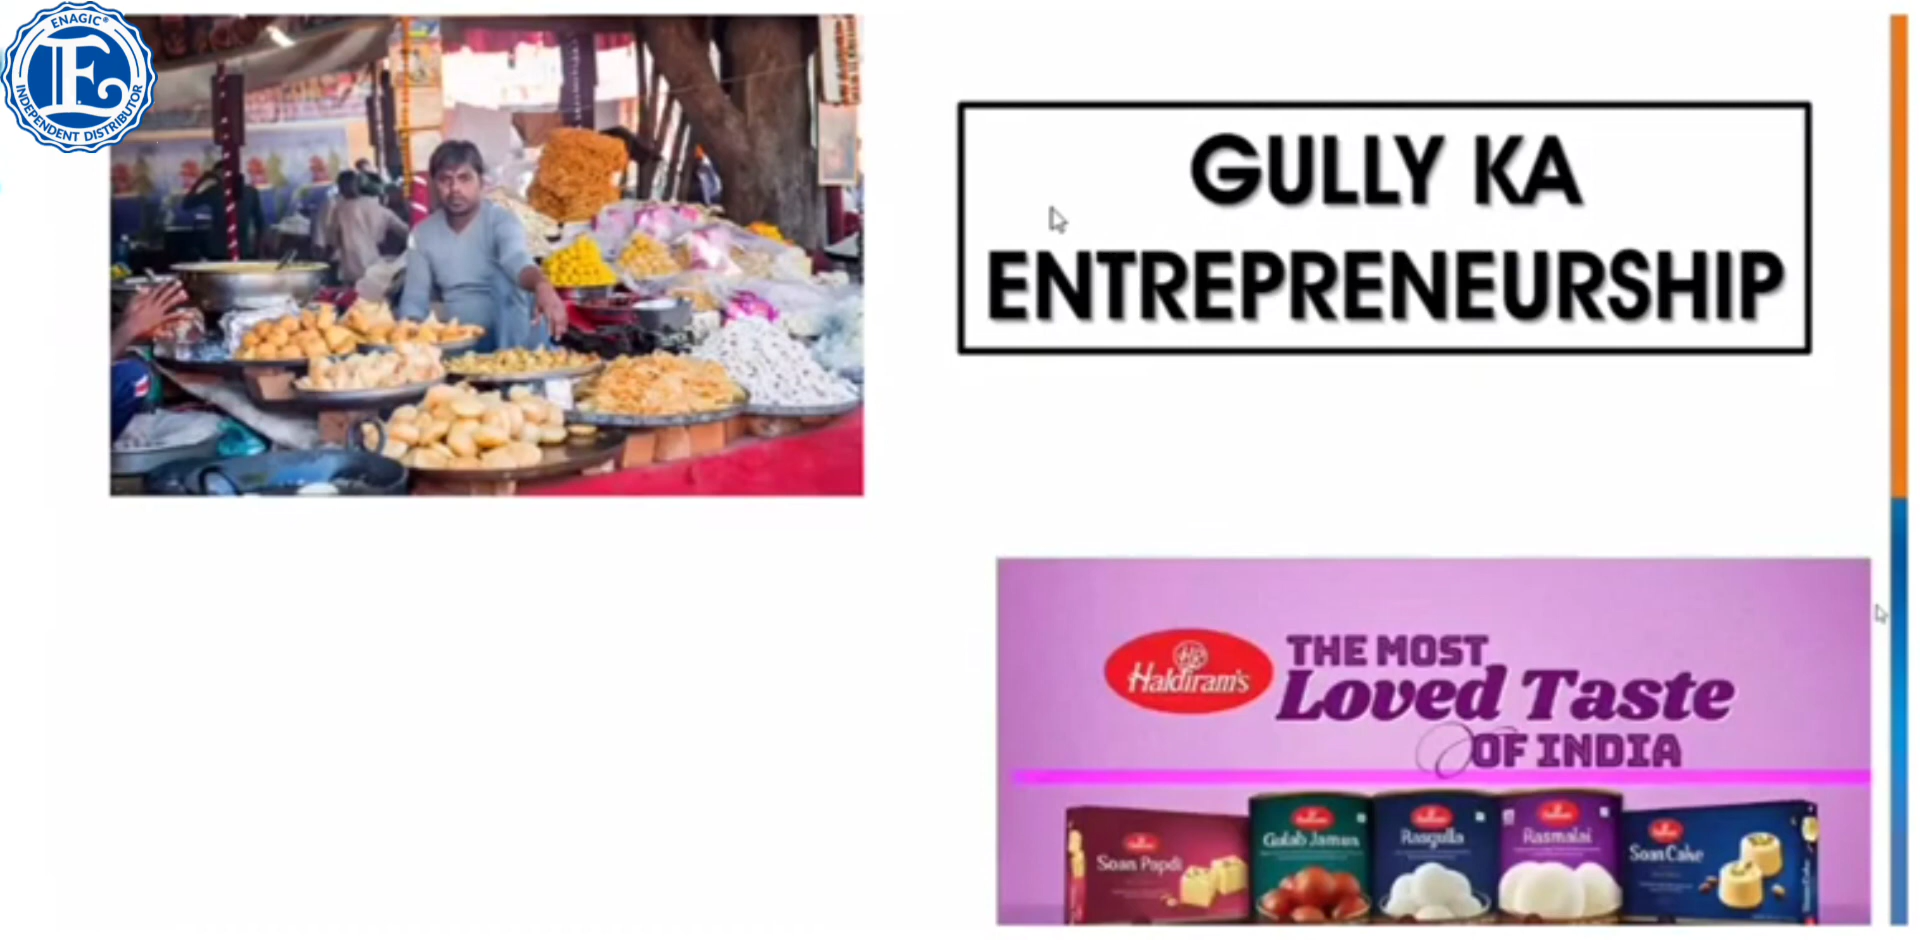 ENAGIC®
E
INDEPENDENT DISTRIBUTOR
GULLY KA
ENTREPRENEURSHIP
Haldiram's
THE MOST
Loved Taste
OF INDIA
Soan Papdi
Gulab Jamun
Rasgulla
Rasmalai
Soan Cake